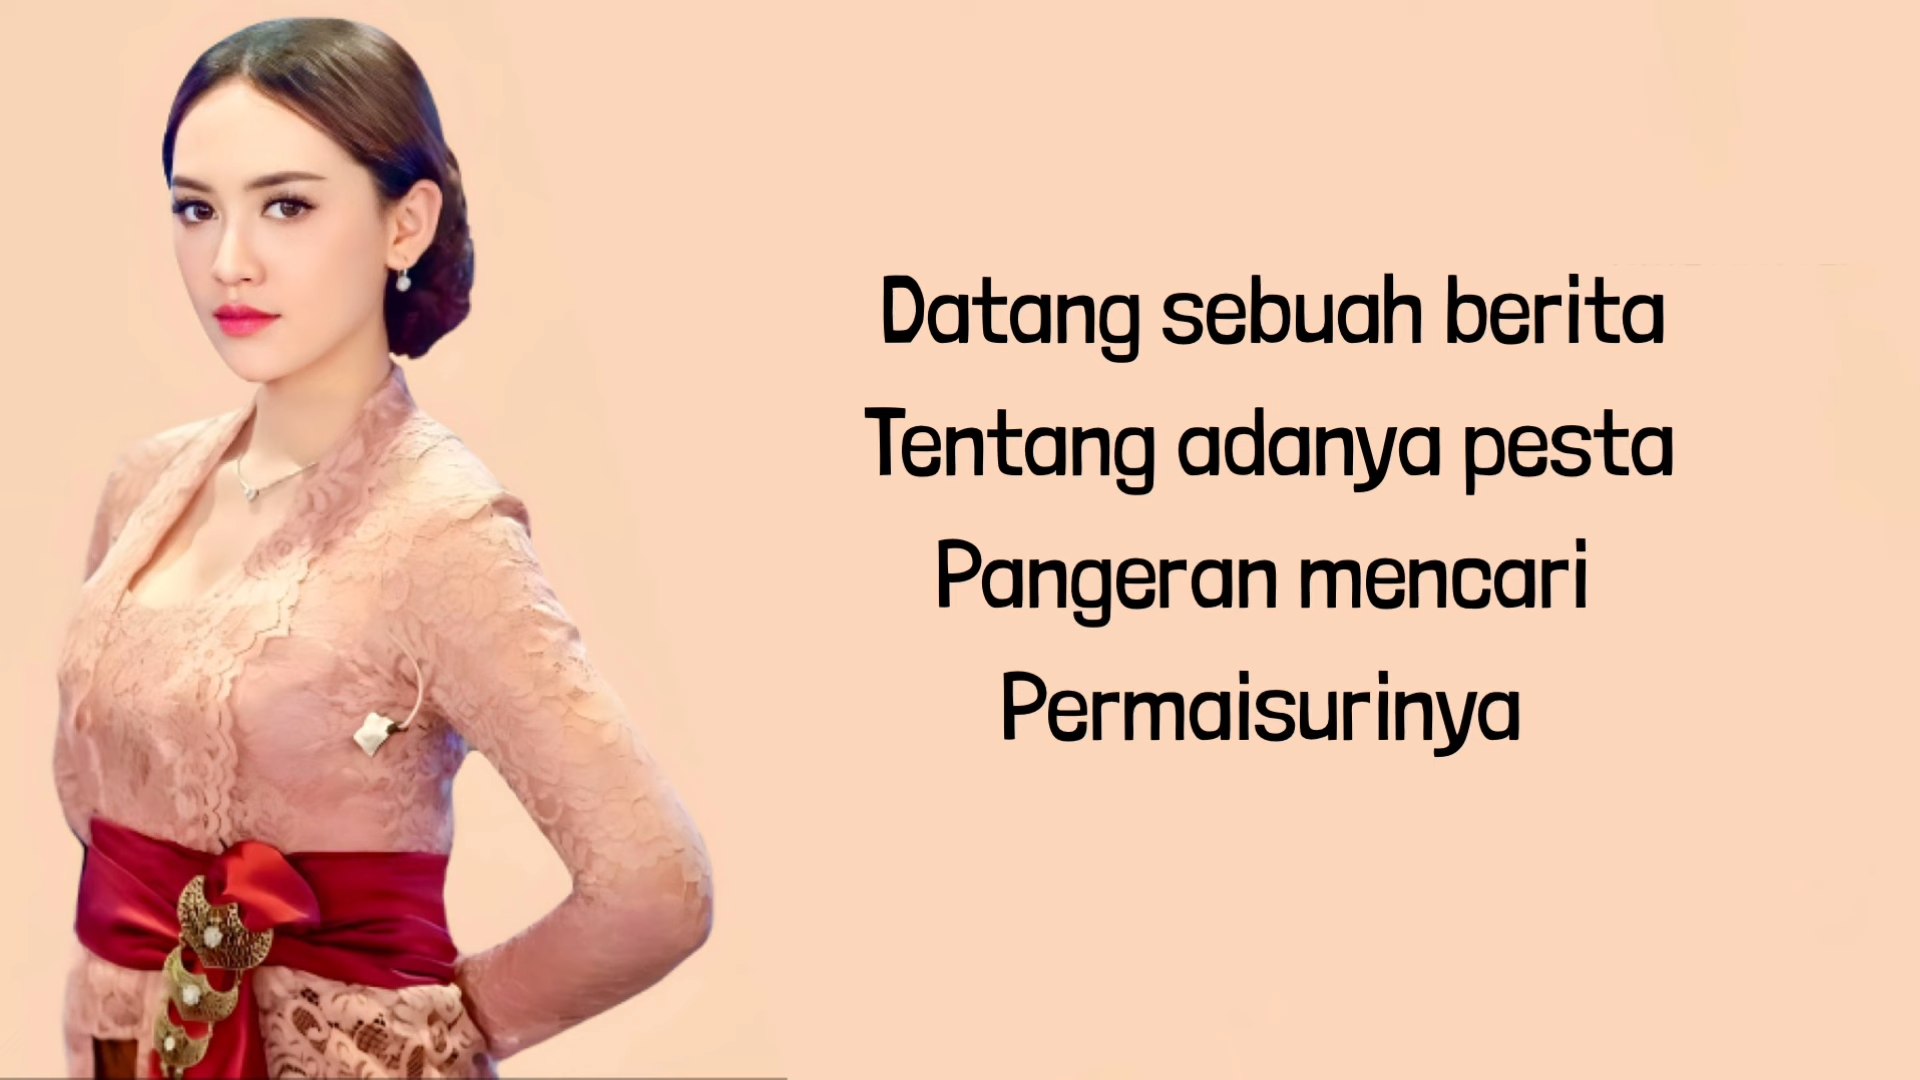 Datang sebuah berita
Tentang adanya pesta
Pangeran mencari
Permaisurinya